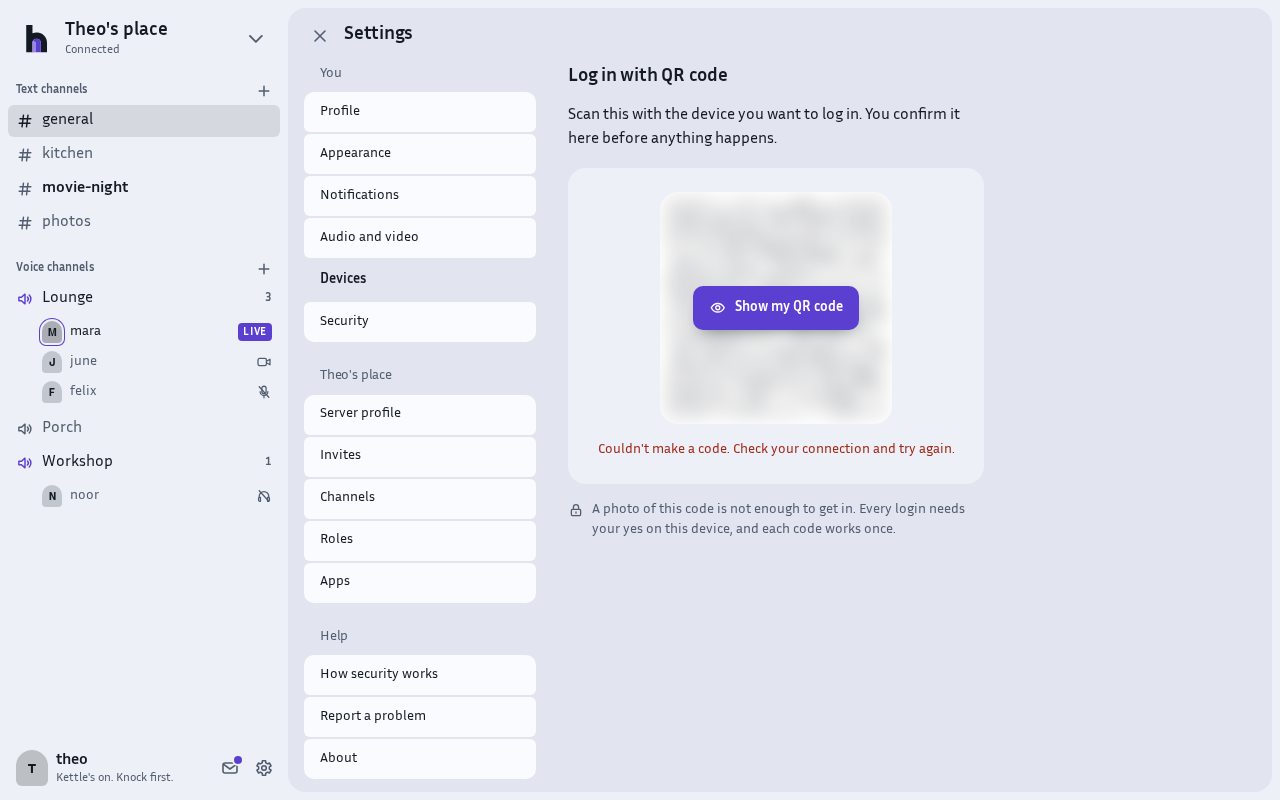 Theo's place
Connected
Text channels
# general
# kitchen
# movie-night
# photos
Voice channels
Lounge 3
M mara LIVE
J june
F felix
Porch
Workshop 1
N noor
T theo
Kettle's on. Knock first.
Settings
You
Profile
Appearance
Notifications
Audio and video
Devices
Security
Theo's place
Server profile
Invites
Channels
Roles
Apps
Help
How security works
Report a problem
About
Log in with QR code
Scan this with the device you want to log in. You confirm it
here before anything happens.
Show my QR code
Couldn't make a code. Check your connection and try again.
A photo of this code is not enough to get in. Every login needs
your yes on this device, and each code works once.